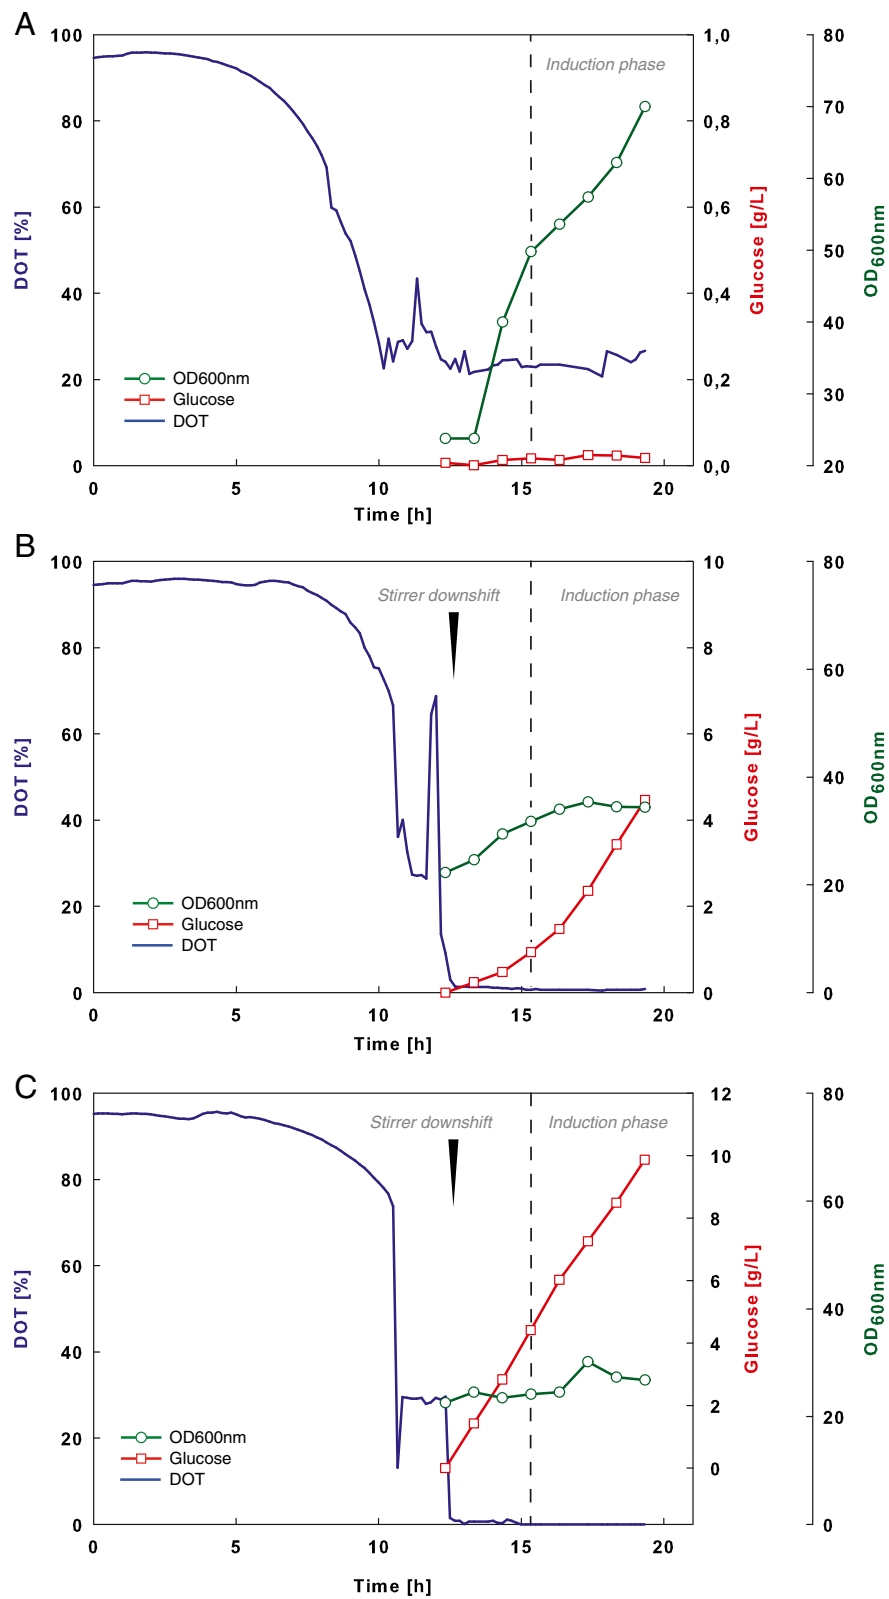 A
100
80
60
40
20
0
DOT [%]
1,0
0,8
0,6
0,4
0,2
0,0
Glucose [g/L]
80
70
60
50
40
30
20
OD600nm
Induction phase
OD600nm
Glucose
DOT
0 5 10 15 20
Time [h]
B
100
80
60
40
20
0
DOT [%]
10
8
6
4
2
0
Glucose [g/L]
80
60
40
20
0
OD600nm
Stirrer downshift
Induction phase
OD600nm
Glucose
DOT
0 5 10 15 20
Time [h]
C
100
80
60
40
20
0
DOT [%]
12
10
8
6
4
2
0
Glucose [g/L]
80
60
40
20
0
OD600nm
Stirrer downshift
Induction phase
OD600nm
Glucose
DOT
0 5 10 15 20
Time [h]